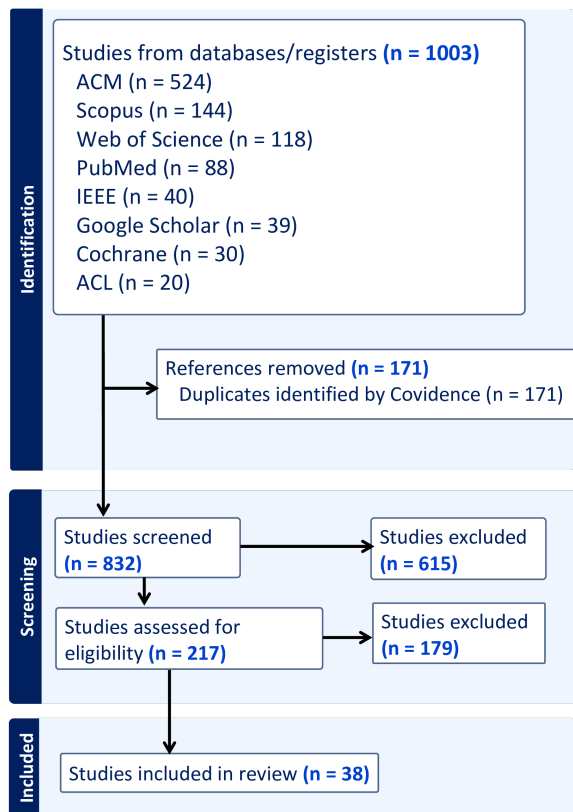 Identification
Studies from databases/registers (n = 1003)
ACM (n = 524)
Scopus (n = 144)
Web of Science (n = 118)
PubMed (n = 88)
IEEE (n = 40)
Google Scholar (n = 39)
Cochrane (n = 30)
ACL (n = 20)
References removed (n = 171)
Duplicates identified by Covidence (n = 171)
Screening
Studies screened
(n = 832)
Studies excluded
(n = 615)
Studies assessed for
eligibility (n = 217)
Studies excluded
(n = 179)
Included
Studies included in review (n = 38)